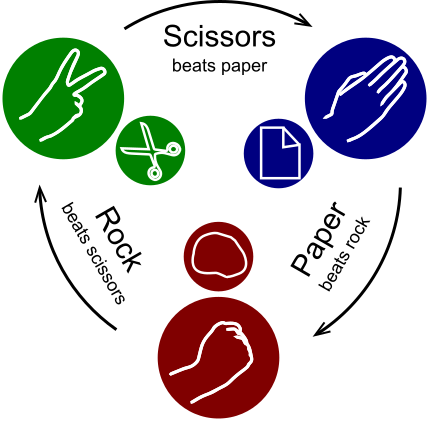 Scissors
beats paper
Rock
beats scissors
Paper
beats rock